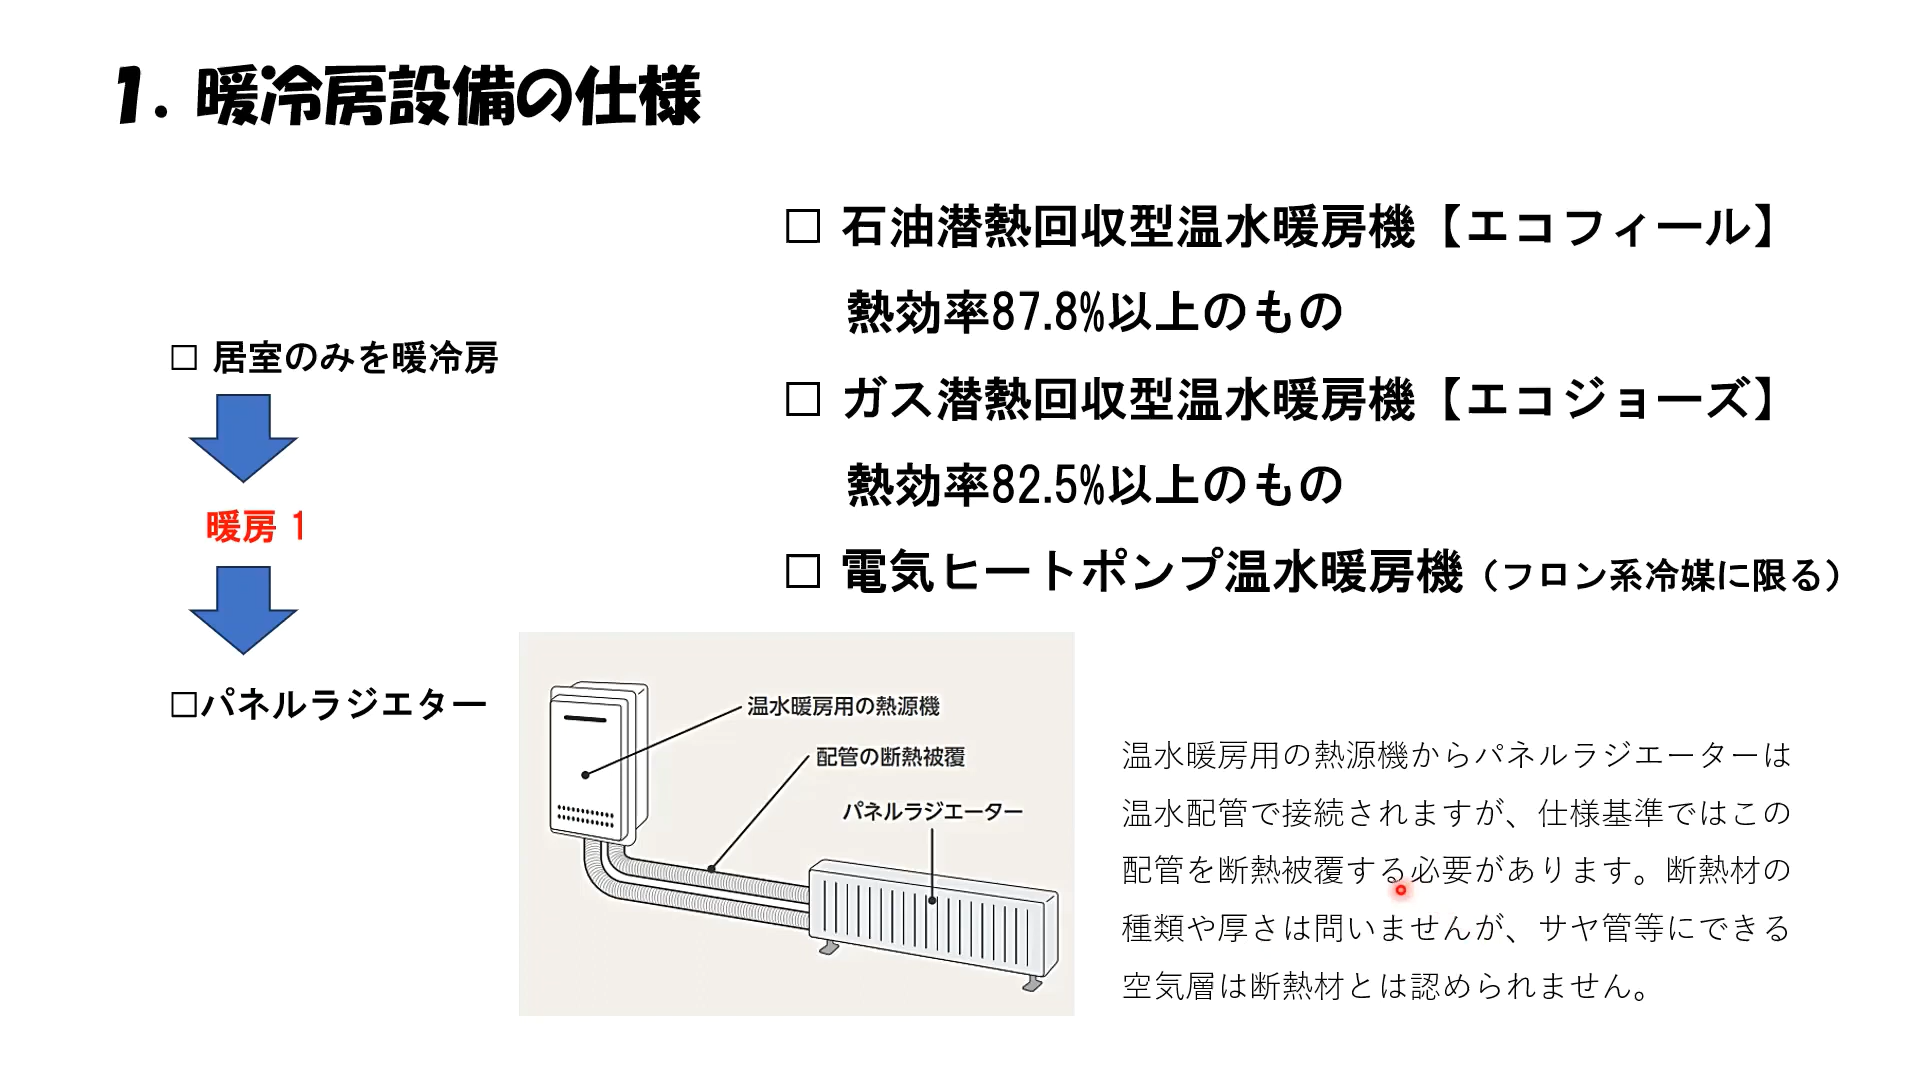 1. 暖冷房設備の仕様
□ 居室のみを暖冷房
暖房 1
□パネルラジエター
□ 石油潜熱回収型温水暖房機【エコフィール】
熱効率87.8%以上のもの
□ ガス潜熱回収型温水暖房機【エコジョーズ】
熱効率82.5%以上のもの
□ 電気ヒートポンプ温水暖房機（フロン系冷媒に限る）
温水暖房用の熱源機
配管の断熱被覆
パネルラジエーター
温水暖房用の熱源機からパネルラジエーターは
温水配管で接続されますが、仕様基準ではこの
配管を断熱被覆する必要があります。断熱材の
種類や厚さは問いませんが、サヤ管等にできる
空気層は断熱材とは認められません。